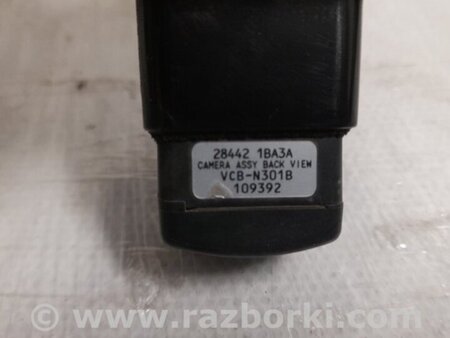 28442 1BA3A
CAMERA ASSY BACK VIEW
VCB-N301B
109392
© www.razborki.com